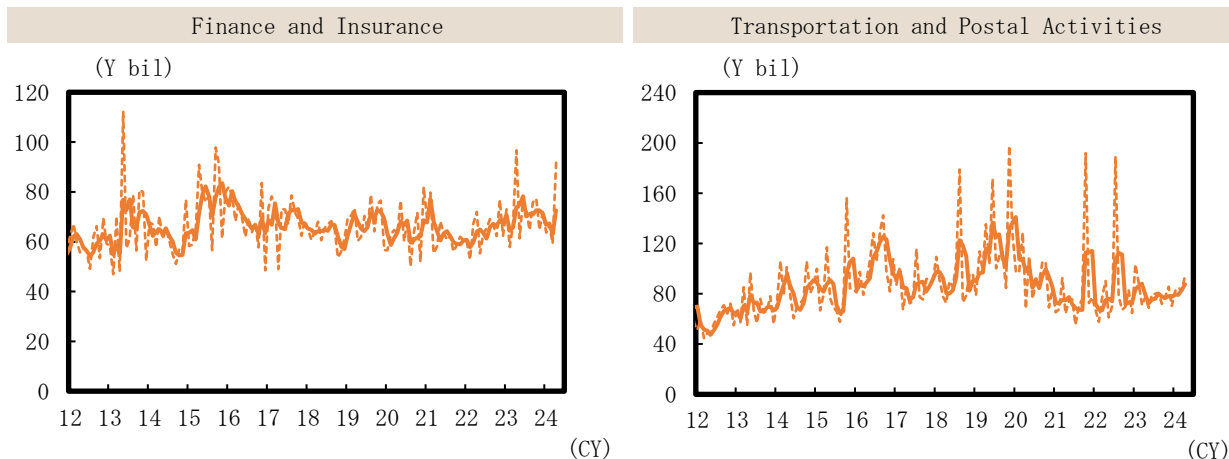 Finance and Insurance
(Y bil)
120
100
80
60
40
20
0
12 13 14 15 16 17 18 19 20 21 22 23 24
(CY)
Transportation and Postal Activities
(Y bil)
240
200
160
120
80
40
0
12 13 14 15 16 17 18 19 20 21 22 23 24
(CY)